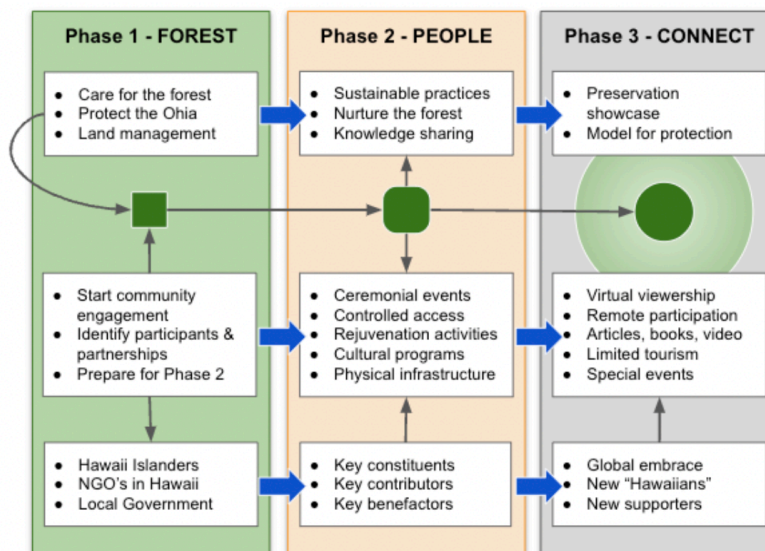 Phase 1 - FOREST
● Care for the forest
● Protect the Ohia
● Land management
● Start community
engagement
● Identify participants &
partnerships
● Prepare for Phase 2
● Hawaii Islanders
● NGO's in Hawaii
● Local Government
Phase 2 - PEOPLE
● Sustainable practices
● Nurture the forest
● Knowledge sharing
● Ceremonial events
● Controlled access
● Rejuvenation activities
● Cultural programs
● Physical infrastructure
● Key constituents
● Key contributors
● Key benefactors
Phase 3 - CONNECT
● Preservation
showcase
● Model for protection
● Virtual viewership
● Remote participation
● Articles, books, video
● Limited tourism
● Special events
● Global embrace
● New “Hawaiians”
● New supporters